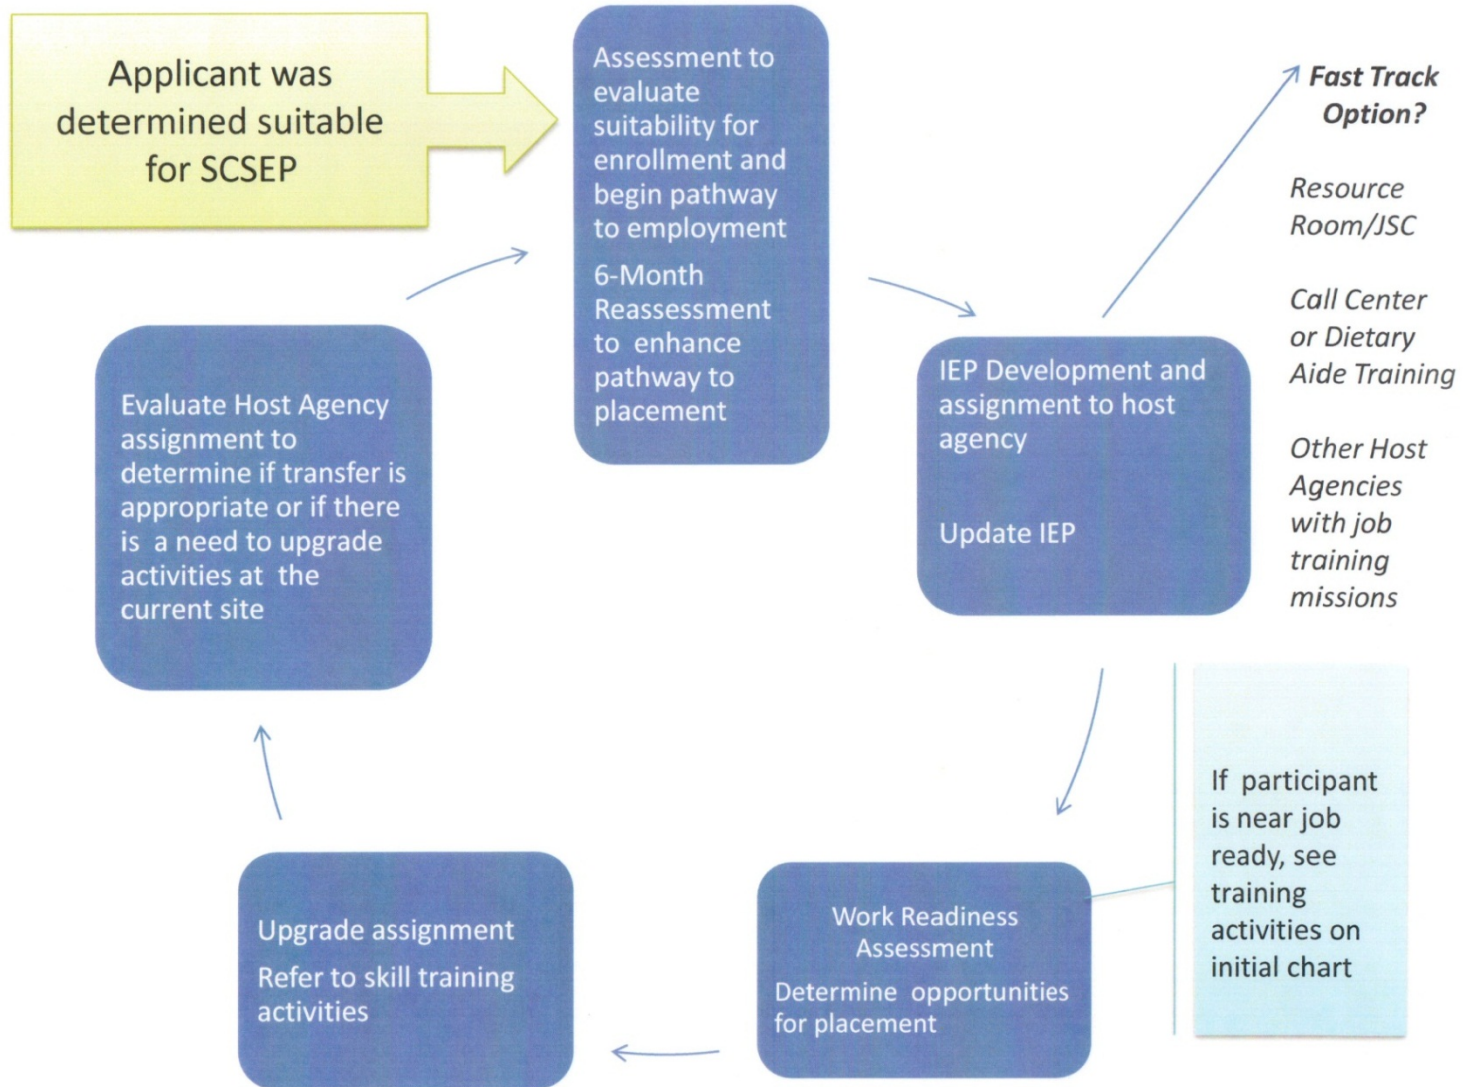 Applicant was
determined suitable
for SCSEP
Assessment to
evaluate
suitability for
enrollment and
begin pathway
to employment
6-Month
Reassessment
to enhance
pathway to
placement
Fast Track
Option?
Resource
Room/JSC
Call Center
or Dietary
Aide Training
Other Host
Agencies
with job
training
missions
IEP Development and
assignment to host
agency
Update IEP
If participant
is near job
ready, see
training
activities on
initial chart
Work Readiness
Assessment
Determine opportunities
for placement
Upgrade assignment
Refer to skill training
activities
Evaluate Host Agency
assignment to
determine if transfer is
appropriate or if there
is a need to upgrade
activities at the
current site